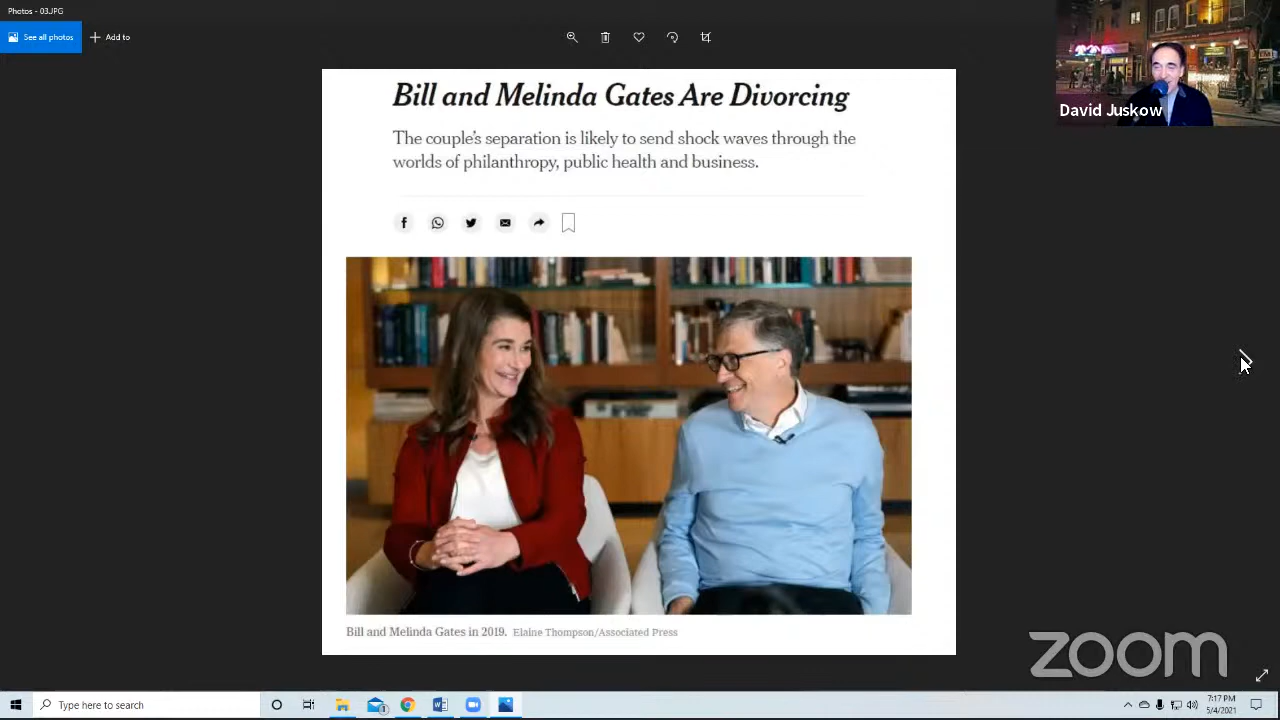 Photos - 03.JPG
See all photos
Add to
David Juskow
Bill and Melinda Gates Are Divorcing
The couple's separation is likely to send shock waves through the
worlds of philanthropy, public health and business.
Bill and Melinda Gates in 2019. Elaine Thompson/Associated Press
zoom
Type here to search
7:17 PM
5/4/2021